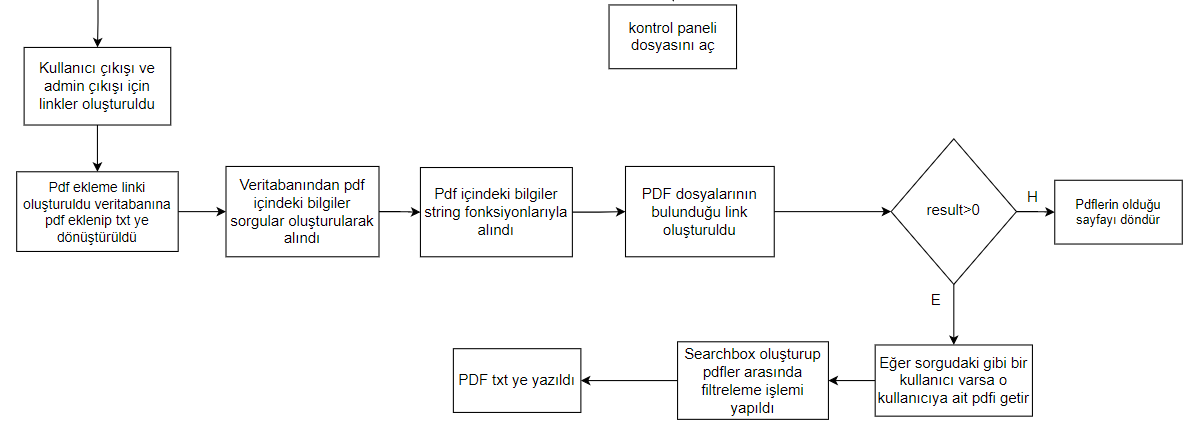 kontrol paneli
dosyasını aç
Kullanıcı çıkışı ve
admin çıkışı için
linkler oluşturuldu
Pdf ekleme linki
oluşturuldu veritabanına
pdf eklenip txt ye
dönüştürüldü
Veritabanından pdf
içindeki bilgiler
sorgular oluşturularak
alındı
Pdf içindeki bilgiler
string fonksiyonlarıyla
alındı
PDF dosyalarının
bulunduğu link
oluşturuldu
result>0
H
Pdflerin olduğu
sayfayı döndür
E
Eğer sorgudaki gibi bir
kullanici varsa o
kullanıcıya ait pdfi getir
Searchbox oluşturup
pdfler arasında
filtreleme işlemi
yapıldı
PDF txt ye yazıldı